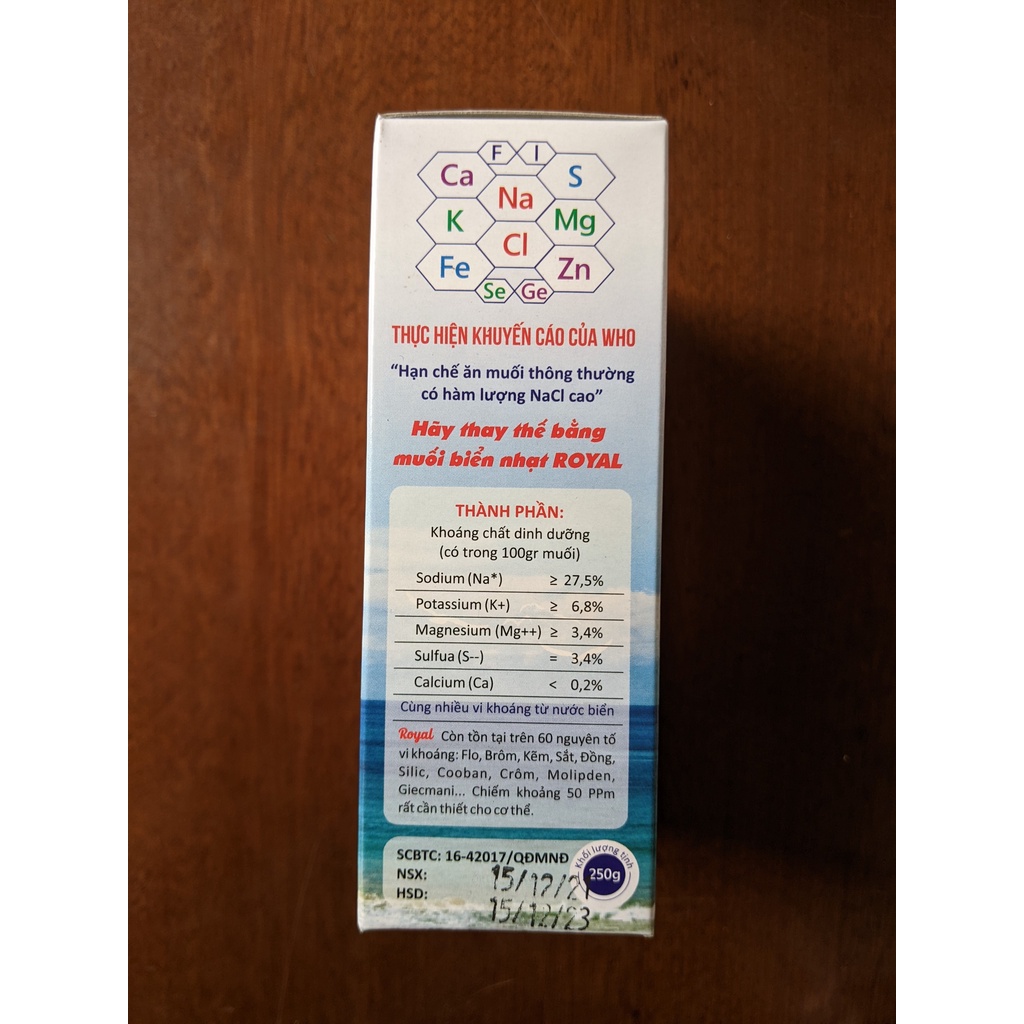 F I
Ca Na S
K Cl Mg
Fe Zn
Se Ge
THỰC HIỆN KHUYẾN CÁO CỦA WHO
“Hạn chế ăn muối thông thường
có hàm lượng NaCl cao”
Hãy thay thế bằng
muối biển nhạt ROYAL
THÀNH PHẦN:
Khoáng chất dinh dưỡng
(có trong 100gr muối)
Sodium (Na*) ≥ 27,5%
Potassium (K+) ≥ 6,8%
Magnesium (Mg++) ≥ 3,4%
Sulfua (S--) = 3,4%
Calcium (Ca) < 0,2%
Cùng nhiều vi khoáng từ nước biển
Royal Còn tồn tại trên 60 nguyên tố
vi khoáng: Flo, Brôm, Kẽm, Sắt, Đồng,
Silic, Cooban, Crôm, Molipden,
Giecmani... Chiếm khoảng 50 PPm
rất cần thiết cho cơ thể.
SCBTC: 16-42017/QĐMNĐ
NSX: 15/12/21
HSD: 15/12/23
Khối lượng tịnh
250g